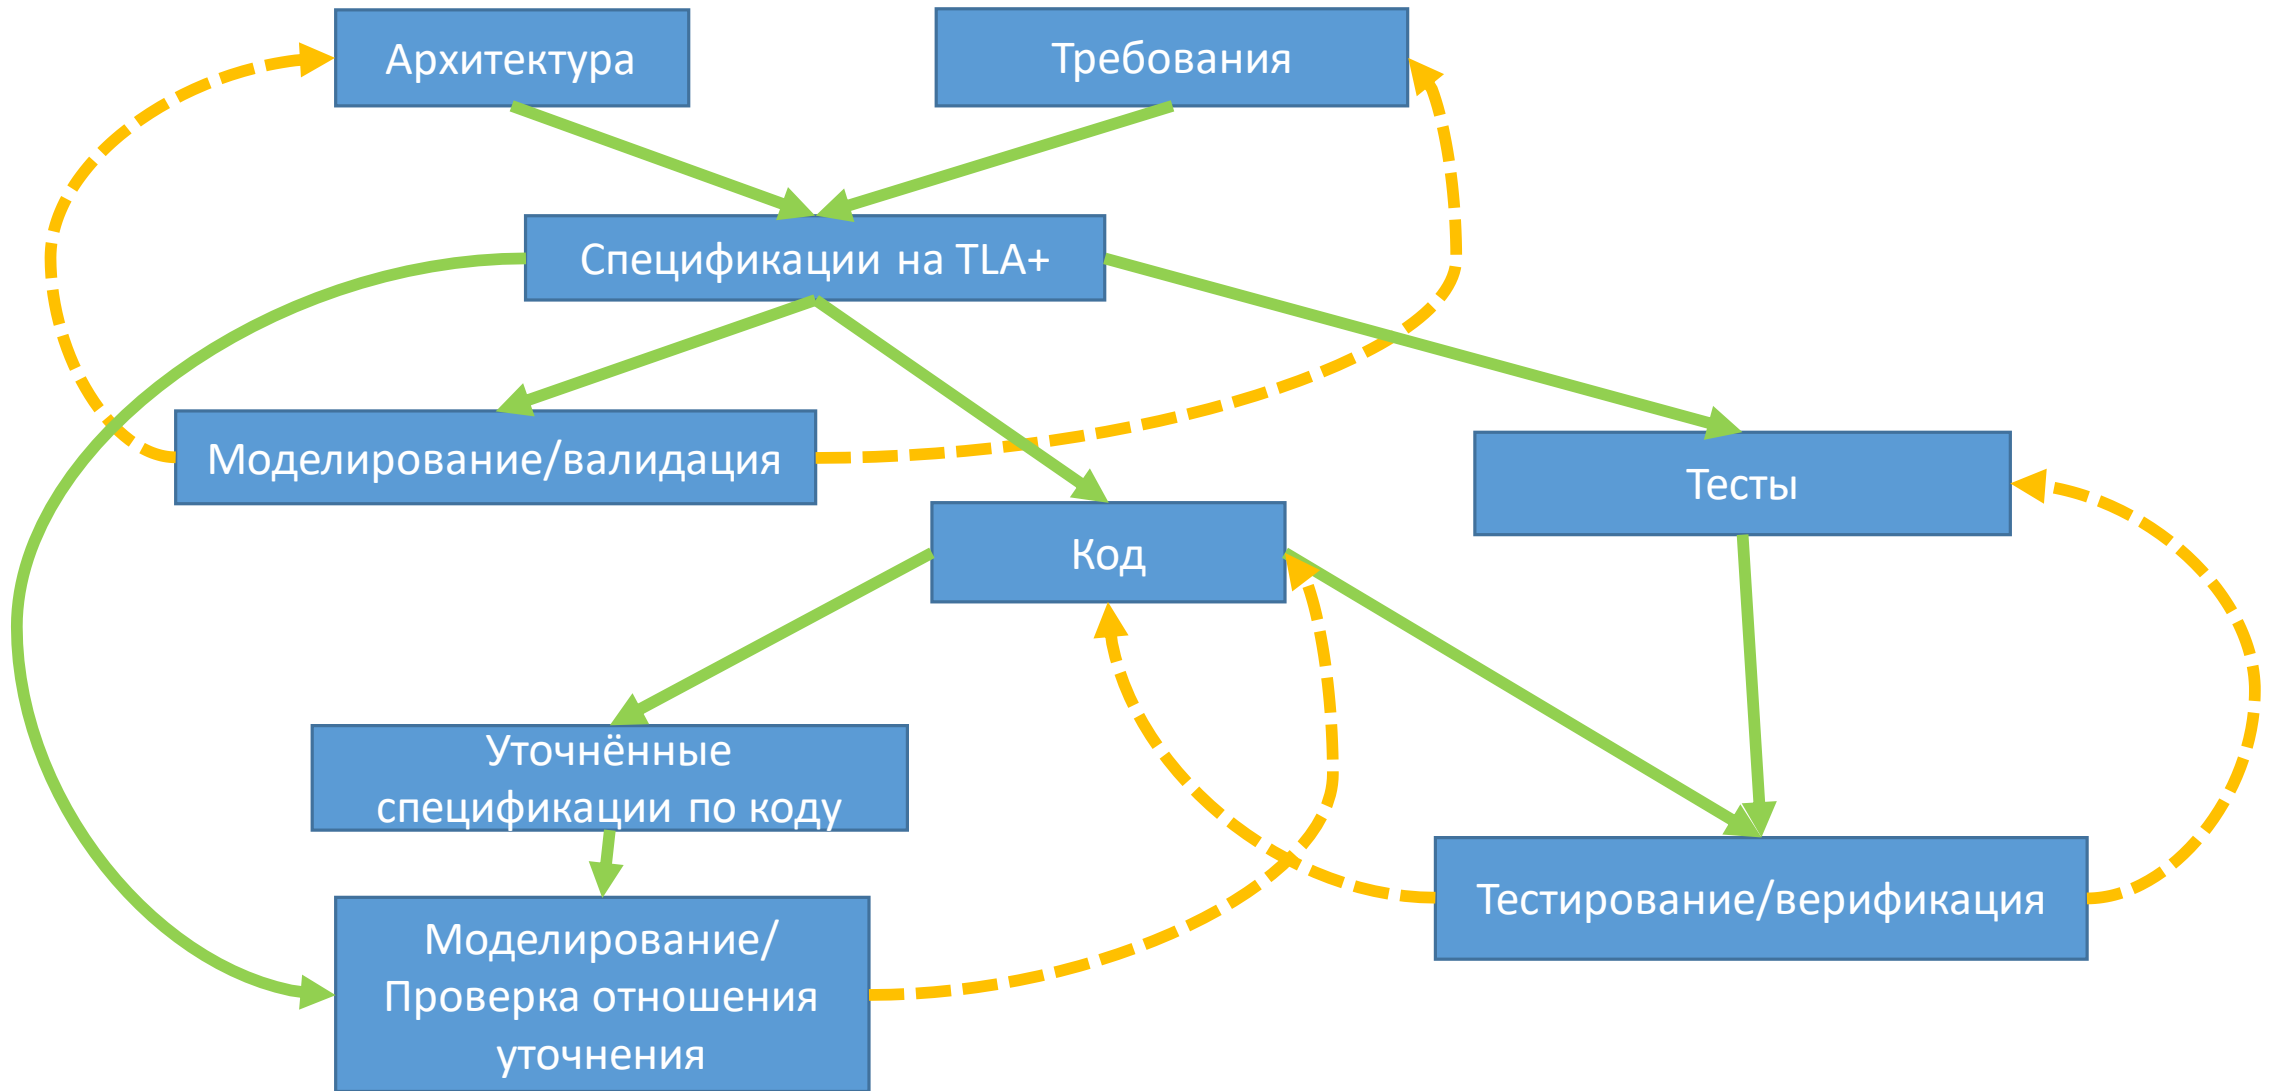 Архитектура
Требования
Спецификации на TLA+
Моделирование/валидация
Тесты
Код
Уточнённые
спецификации по коду
Тестирование/верификация
Моделирование/
Проверка отношения
уточнения